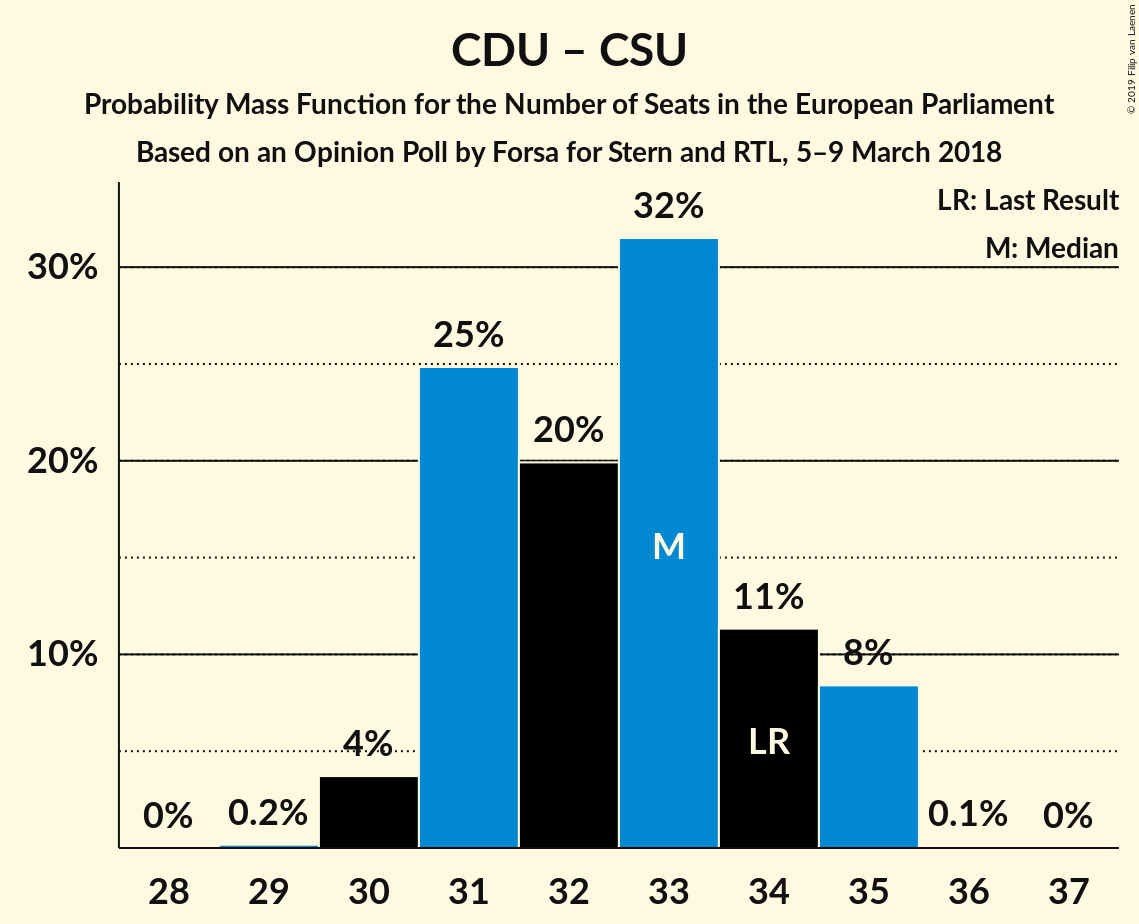 CDU – CSU
Probability Mass Function for the Number of Seats in the European Parliament
Based on an Opinion Poll by Forsa for Stern and RTL, 5–9 March 2018
© 2019 Filip van Laenen
LR: Last Result
M: Median
32%
30%
25%
20%
20%
M
11%
10%
8%
4%
LR
0%
0.2%
0.1%
0%
28 29 30 31 32 33 34 35 36 37